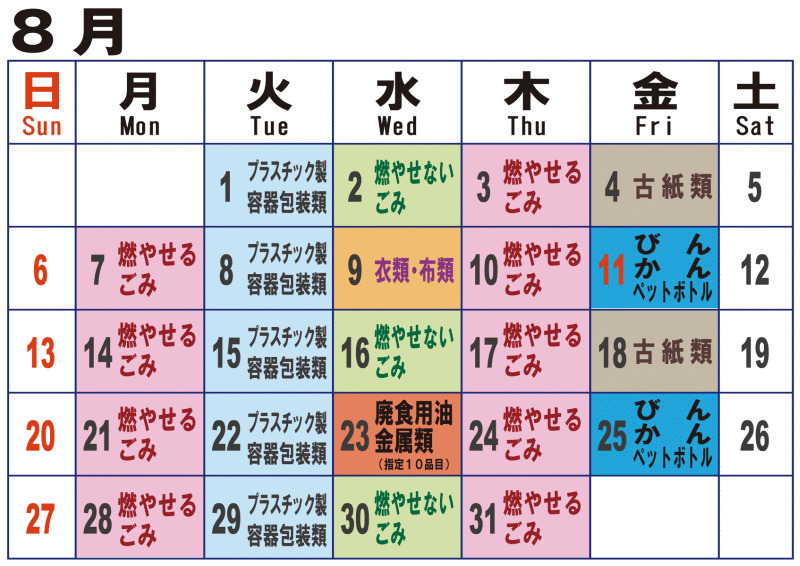 8月
日 月 火 水 木 金 土
Sun Mon Tue Wed Thu Fri Sat
1 プラスチック製
容器包装類
2 燃やせない
ごみ
3 燃やせる
ごみ
4 古紙類
5
6
7 燃やせる
ごみ
8 プラスチック製
容器包装類
9 衣類・布類
10 燃やせる
ごみ
11 びん
かん
ペットボトル
12
13
14 燃やせる
ごみ
15 プラスチック製
容器包装類
16 燃やせない
ごみ
17 燃やせる
ごみ
18 古紙類
19
20
21 燃やせる
ごみ
22 プラスチック製
容器包装類
23 廃食用油
金属類
（指定10品目）
24 燃やせる
ごみ
25 びん
かん
ペットボトル
26
27
28 燃やせる
ごみ
29 プラスチック製
容器包装類
30 燃やせない
ごみ
31 燃やせる
ごみ